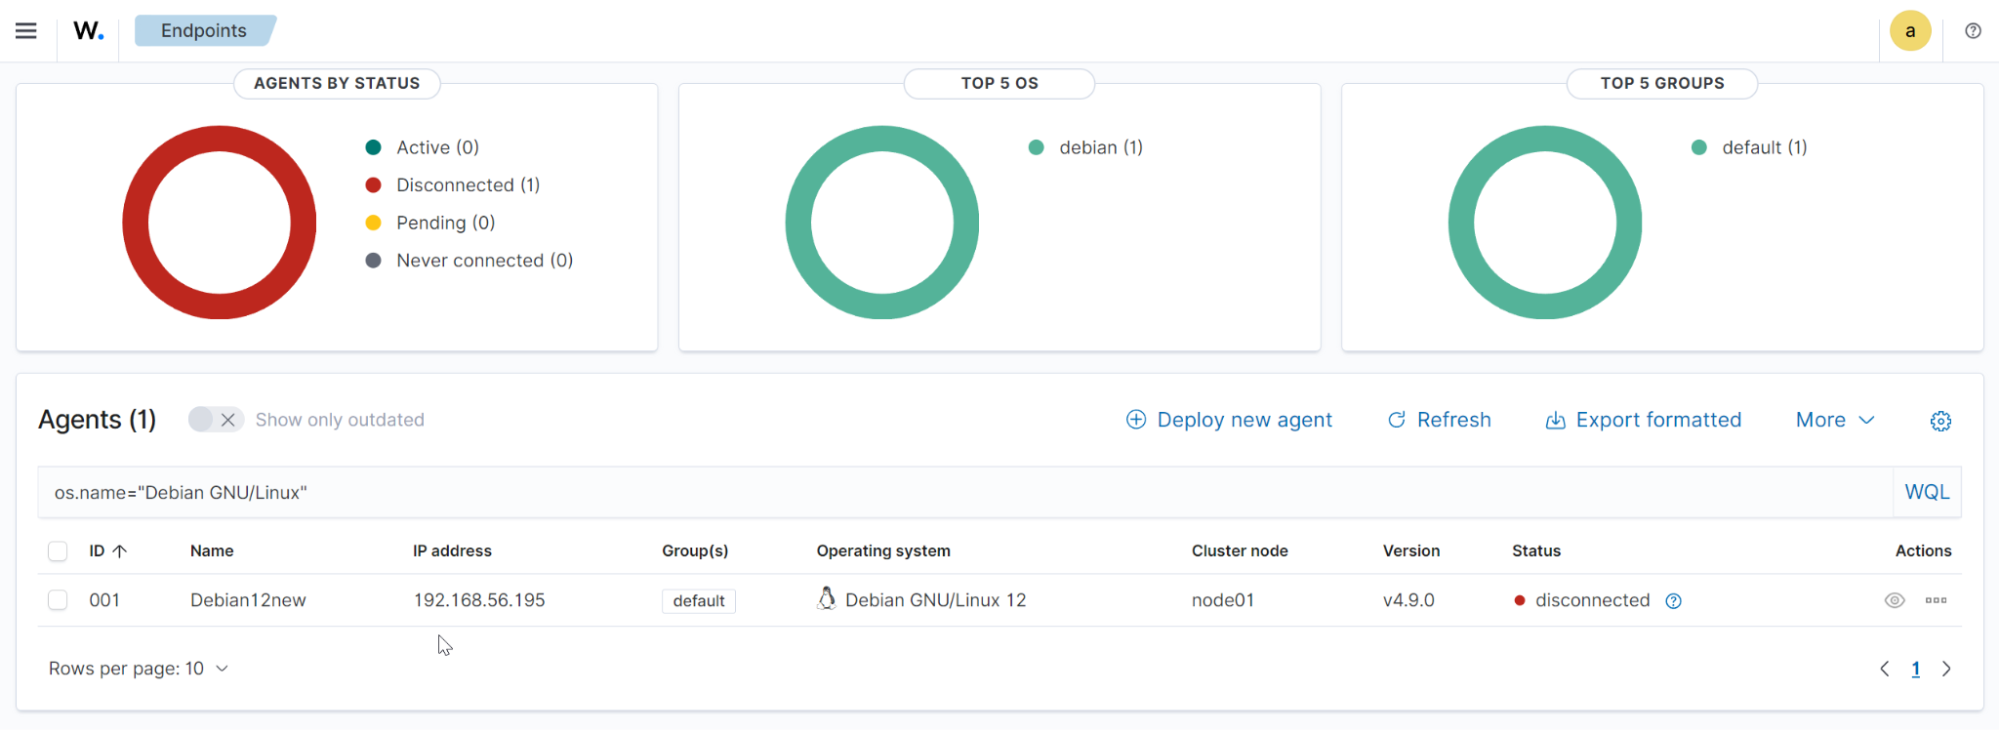 W. Endpoints a
AGENTS BY STATUS
Active (0)
Disconnected (1)
Pending (0)
Never connected (0)
TOP 5 OS
debian (1)
TOP 5 GROUPS
default (1)
Agents (1) Show only outdated Deploy new agent Refresh Export formatted More
os.name="Debian GNU/Linux" WQL
ID Name IP address Group(s) Operating system Cluster node Version Status Actions
001 Debian12new 192.168.56.195 default Debian GNU/Linux 12 node01 v4.9.0 disconnected
Rows per page: 10 1